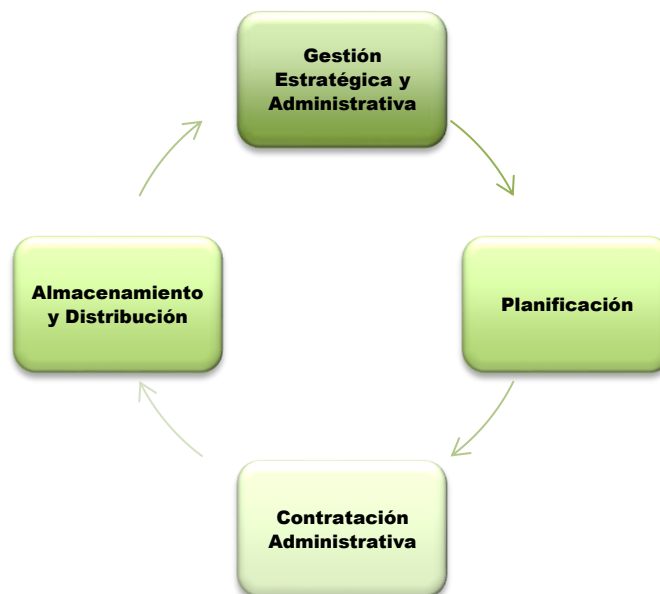 Gestión
Estratégica y
Administrativa
Almacenamiento
y Distribución
Planificación
Contratación
Administrativa